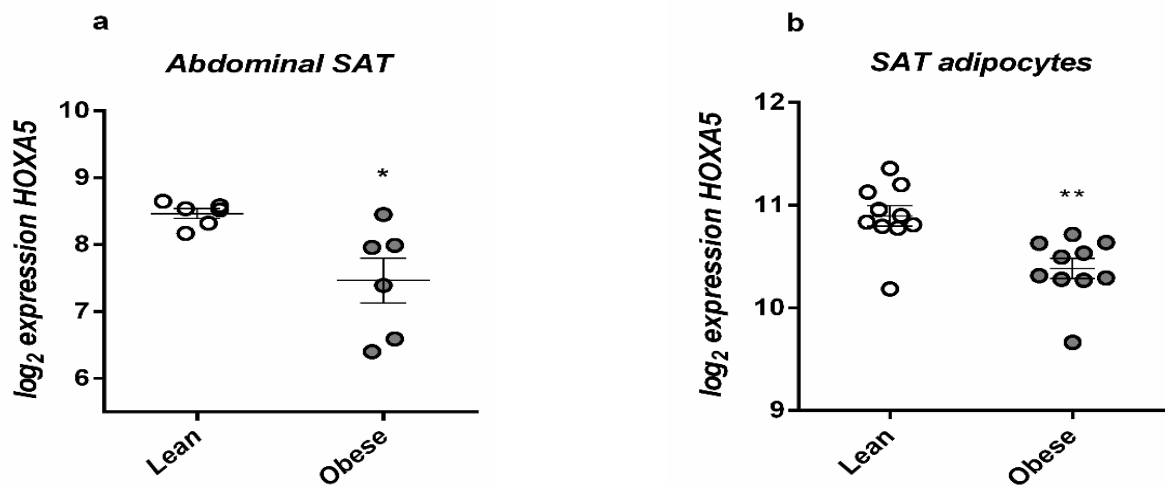 a
Abdominal SAT
log2 expression HOXA5
10
9
8
7
6
*
Lean
Obese
b
SAT adipocytes
log2 expression HOXA5
12
11
10
9
**
Lean
Obese